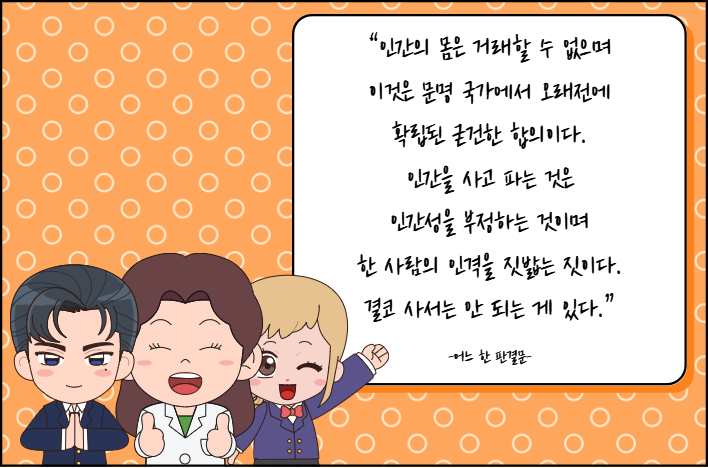 “인간의 몸은 거래할 수 없으며
이것은 문명 국가에서 오래전에
확립된 굳건한 합의이다.
인간을 사고 파는 것은
인간성을 부정하는 것이며
한 사람의 인격을 짓밟는 짓이다.
결코 사서는 안 되는 게 있다.”
-어느 한 판결문-